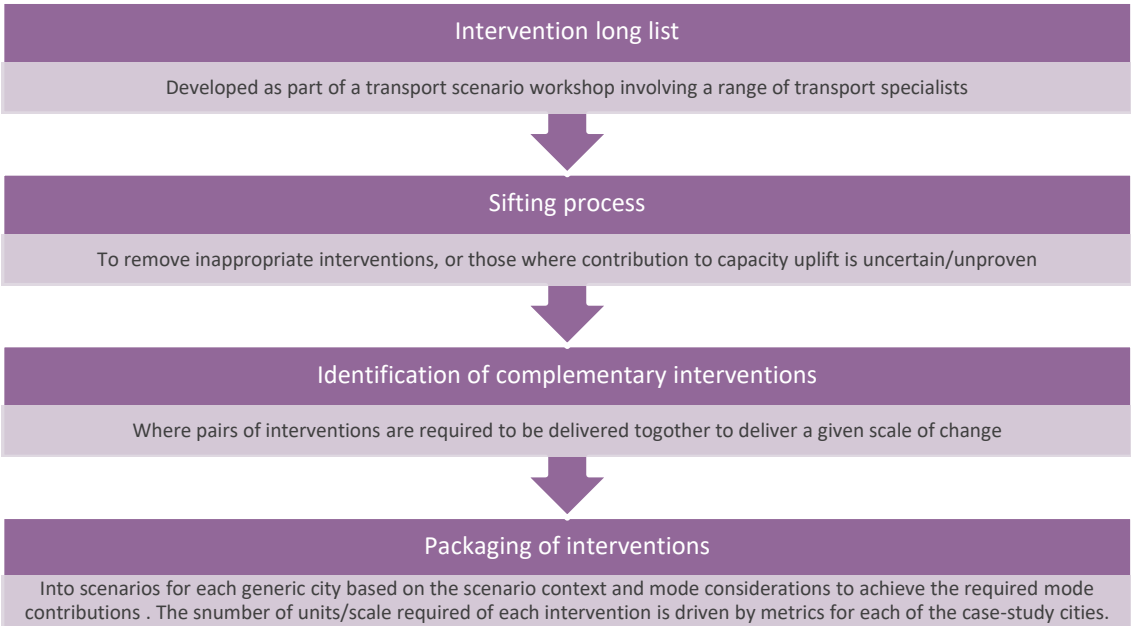 Intervention long list
Developed as part of a transport scenario workshop involving a range of transport specialists
Sifting process
To remove inappropriate interventions, or those where contribution to capacity uplift is uncertain/unproven
Identification of complementary interventions
Where pairs of interventions are required to be delivered togother to deliver a given scale of change
Packaging of interventions
Into scenarios for each generic city based on the scenario context and mode considerations to achieve the required mode
contributions . The snumber of units/scale required of each intervention is driven by metrics for each of the case-study cities.